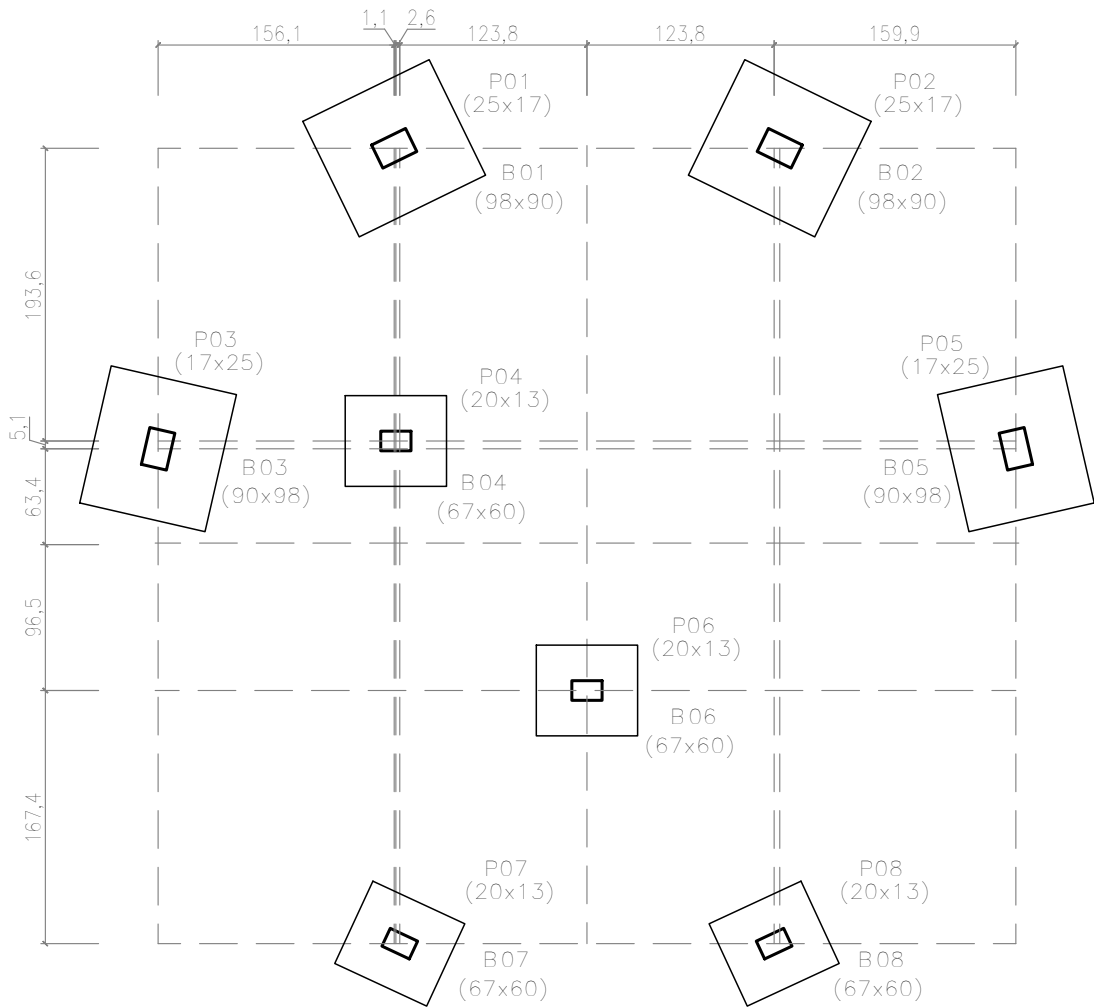 1,1
2,6
156,1
123,8
123,8
159,9
P01
(25x17)
P02
(25x17)
B01
(98x90)
B02
(98x90)
193,6
P03
(17x25)
P05
(17x25)
P04
(20x13)
5,1
B03
(90x98)
B04
(67x60)
B05
(90x98)
63,4
96,5
P06
(20x13)
B06
(67x60)
167,4
P07
(20x13)
P08
(20x13)
B07
(67x60)
B08
(67x60)